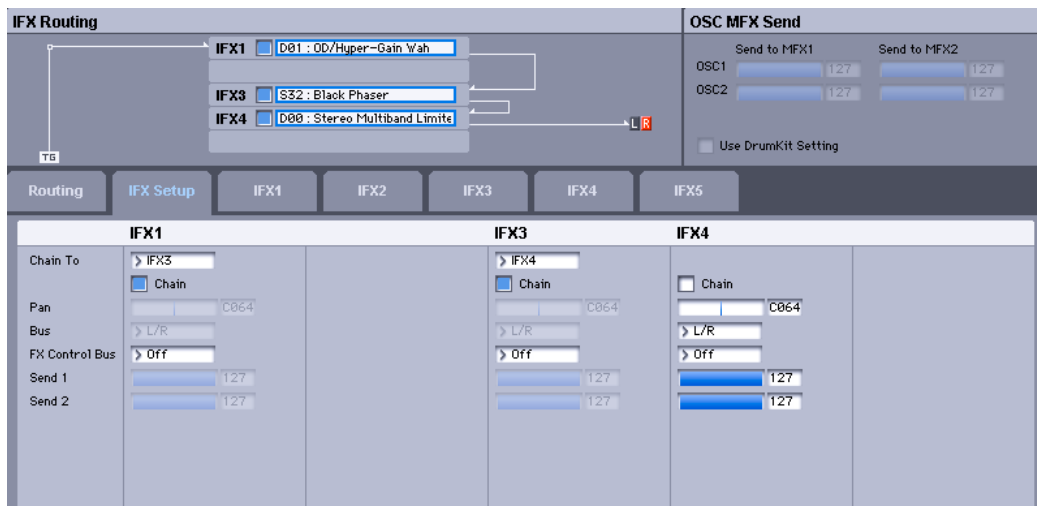 IFX Routing
OSC MFX Send
IFX1 D01 : OD/Hyper-Gain Wah
IFX3 S32 : Black Phaser
IFX4 D00 : Stereo Multiband Limite
TG
L R
Send to MFX1 Send to MFX2
OSC1 127 127
OSC2 127 127
Use DrumKit Setting
Routing IFX Setup IFX1 IFX2 IFX3 IFX4 IFX5
IFX1 IFX3 IFX4
Chain To > IFX3 > IFX4
Chain Chain Chain
Pan C064 C064 C064
Bus > L/R > L/R > L/R
FX Control Bus > Off > Off > Off
Send 1 127 127 127
Send 2 127 127 127